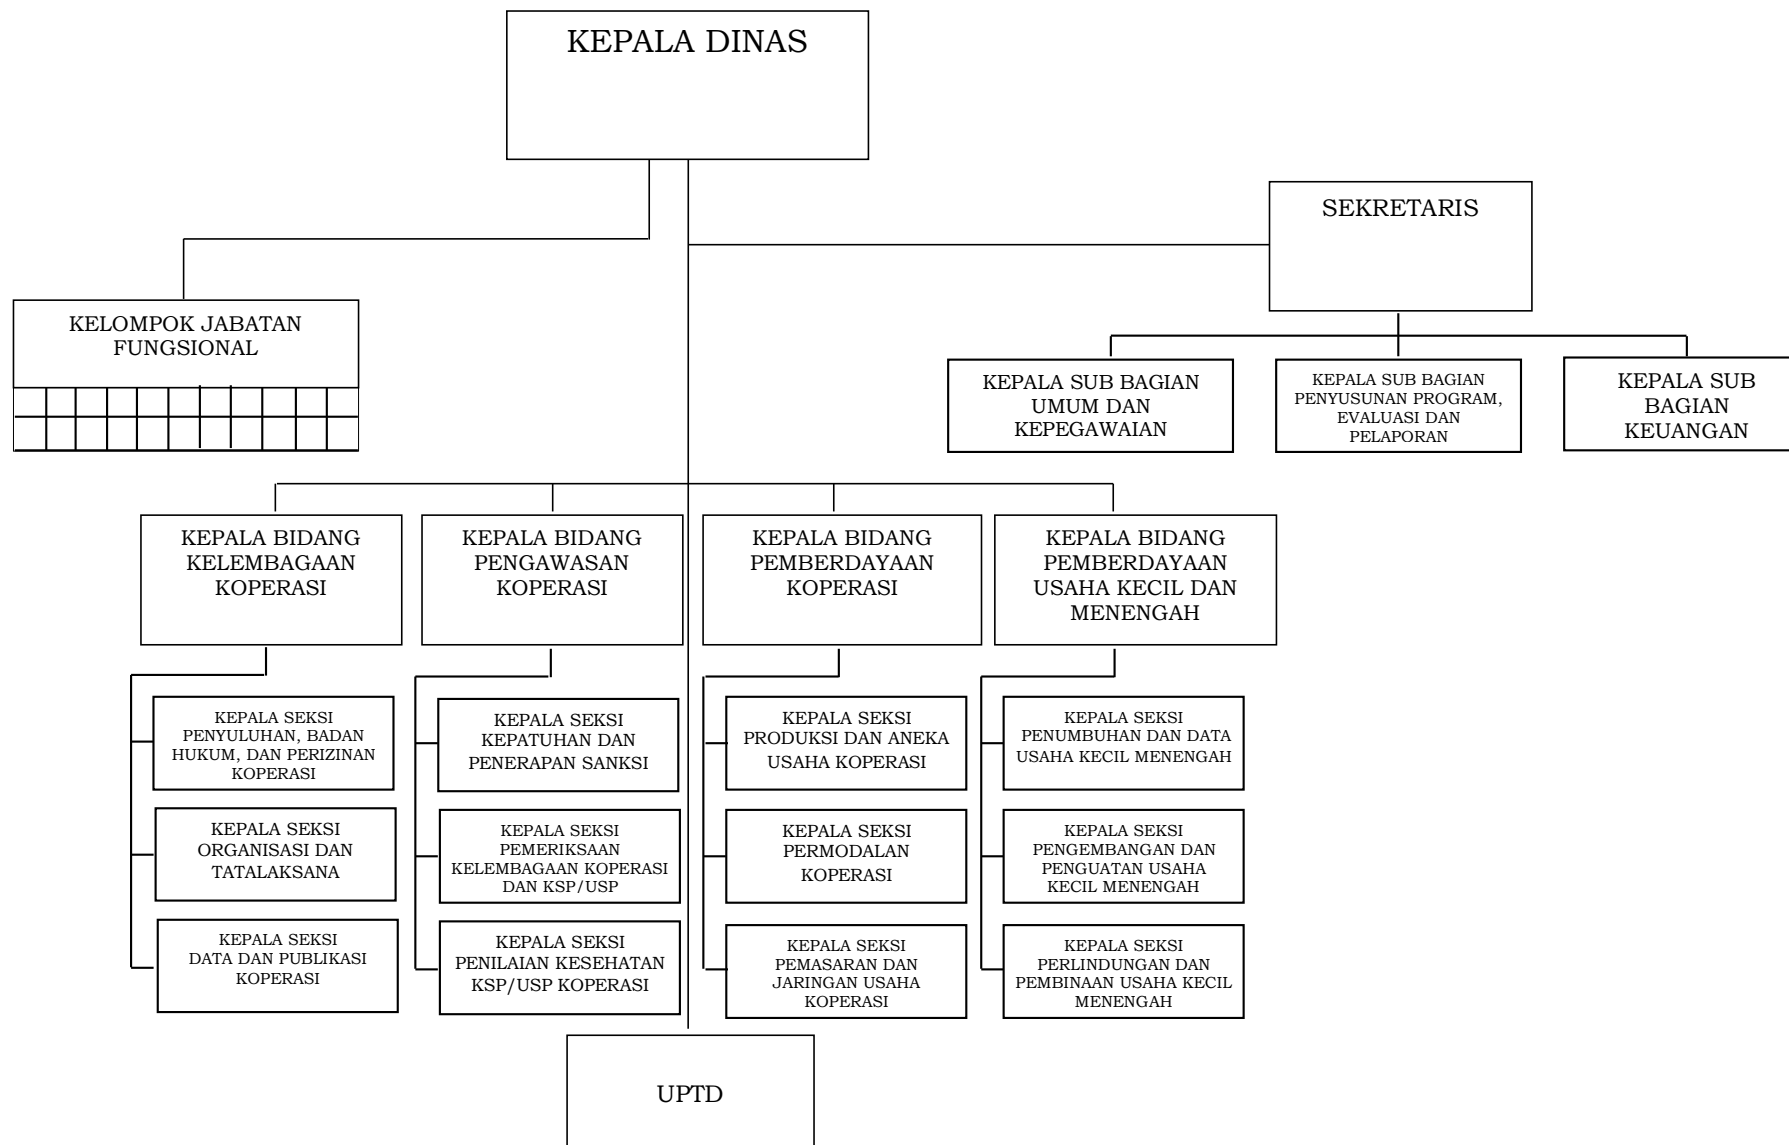 KEPALA DINAS
SEKRETARIS
KELOMPOK JABATAN
FUNGSIONAL
KEPALA SUB BAGIAN
UMUM DAN
KEPEGAWAIAN
KEPALA SUB BAGIAN
PENYUSUNAN PROGRAM,
EVALUASI DAN
PELAPORAN
KEPALA SUB
BAGIAN
KEUANGAN
KEPALA BIDANG
KELEMBAGAAN
KOPERASI
KEPALA BIDANG
PENGAWASAN
KOPERASI
KEPALA BIDANG
PEMBERDAYAAN
KOPERASI
KEPALA BIDANG
PEMBERDAYAAN
USAHA KECIL DAN
MENENGAH
KEPALA SEKSI
PENYULUHAN, BADAN
HUKUM, DAN PERIZINAN
KOPERASI
KEPALA SEKSI
KEPATUHAN DAN
PENERAPAN SANKSI
KEPALA SEKSI
PRODUKSI DAN ANEKA
USAHA KOPERASI
KEPALA SEKSI
PENUMBUHAN DAN DATA
USAHA KECIL MENENGAH
KEPALA SEKSI
ORGANISASI DAN
TATALAKSANA
KEPALA SEKSI
PEMERIKSAAN
KELEMBAGAAN KOPERASI
DAN KSP/USP
KEPALA SEKSI
PERMODALAN
KOPERASI
KEPALA SEKSI
PENGEMBANGAN DAN
PENGUATAN USAHA
KECIL MENENGAH
KEPALA SEKSI
DATA DAN PUBLIKASI
KOPERASI
KEPALA SEKSI
PENILAIAN KESEHATAN
KSP/USP KOPERASI
KEPALA SEKSI
PEMASARAN DAN
JARINGAN USAHA
KOPERASI
KEPALA SEKSI
PERLINDUNGAN DAN
PEMBINAAN USAHA KECIL
MENENGAH
UPTD